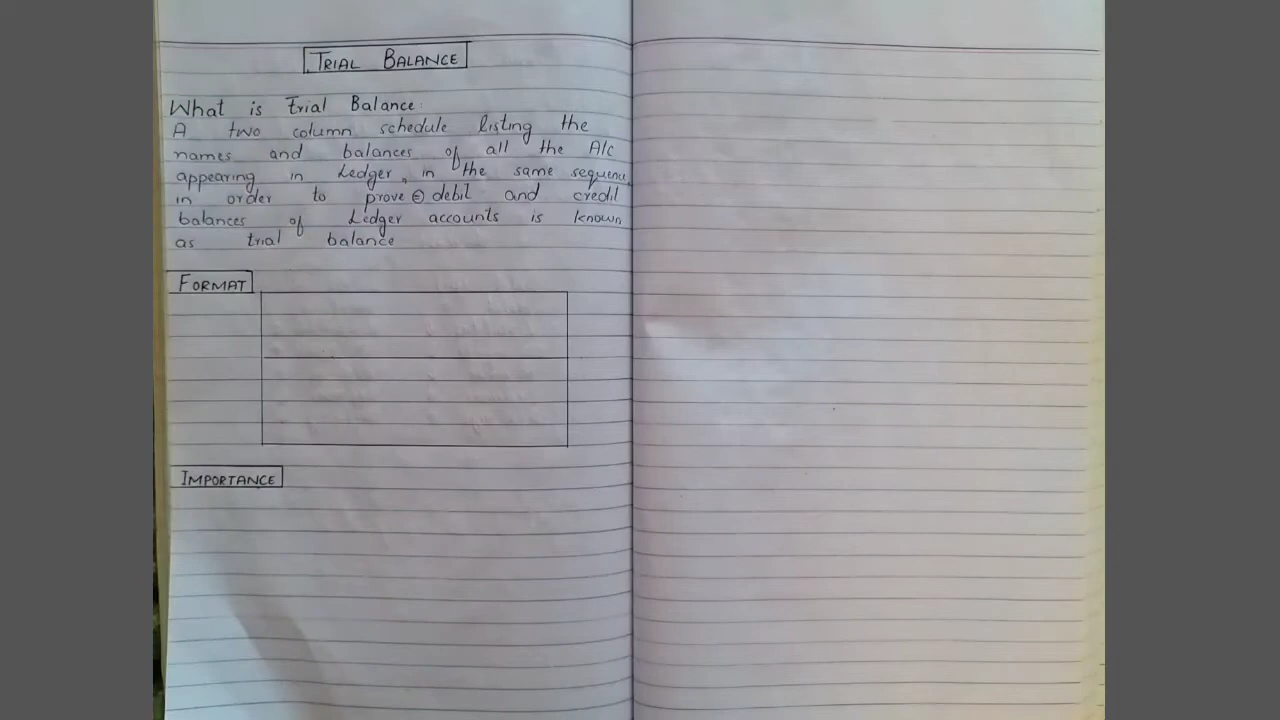 TRIAL BALANCE
What is Trial Balance:
A two column schedule listing the
names and balances of all the A/c
appearing in Ledger, in the same sequence
in order to prove = debit and credit
balances of Ledger accounts is known
as trial balance
FORMAT
IMPORTANCE